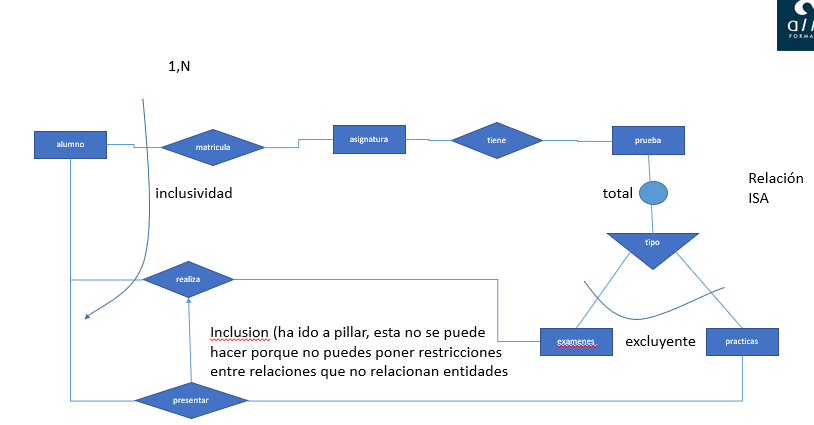 1,N
alumno
matricula
asignatura
tiene
prueba
inclusividad
total
Relación
ISA
tipo
realiza
Inclusion (ha ido a pillar, esta no se puede
hacer porque no puedes poner restricciones
entre relaciones que no relacionan entidades
examenes
excluyente
practicas
presentar